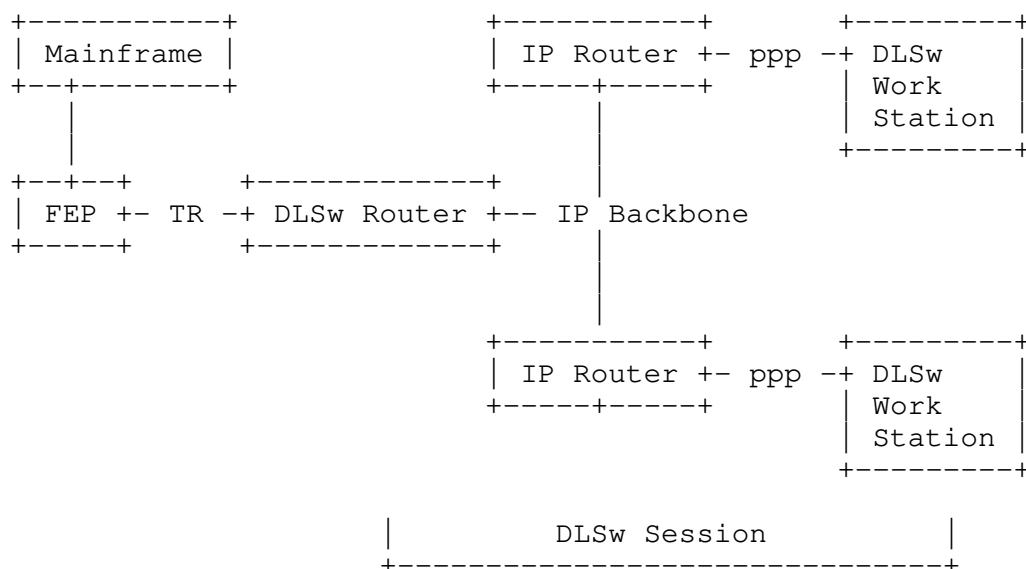 Mainframe IP Router ppp DLSw
Work
Station
FEP TR DLSw Router IP Backbone
IP Router ppp DLSw
Work
Station
DLSw Session